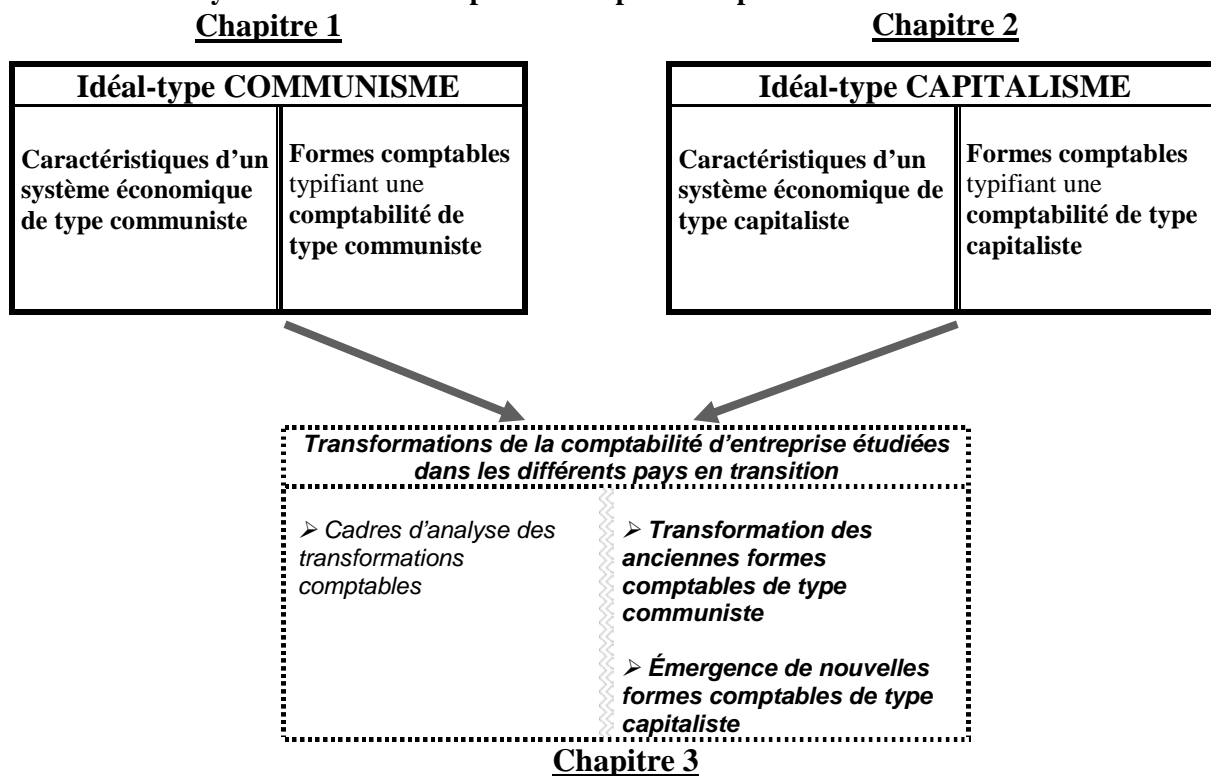 Chapitre 1
Idéal-type COMMUNISME
Caractéristiques d'un
système économique
de type communiste
Formes comptables
typifiant une
comptabilité de
type communiste
Chapitre 2
Idéal-type CAPITALISME
Caractéristiques d'un
système économique de
type capitaliste
Formes comptables
typifiant une
comptabilité de type
capitaliste
Transformations de la comptabilité d'entreprise étudiées
dans les différents pays en transition
➢ Cadres d'analyse des
transformations
comptables
➢ Transformation des
anciennes formes
comptables de type
communiste
➢ Émergence de nouvelles
formes comptables de type
capitaliste
Chapitre 3